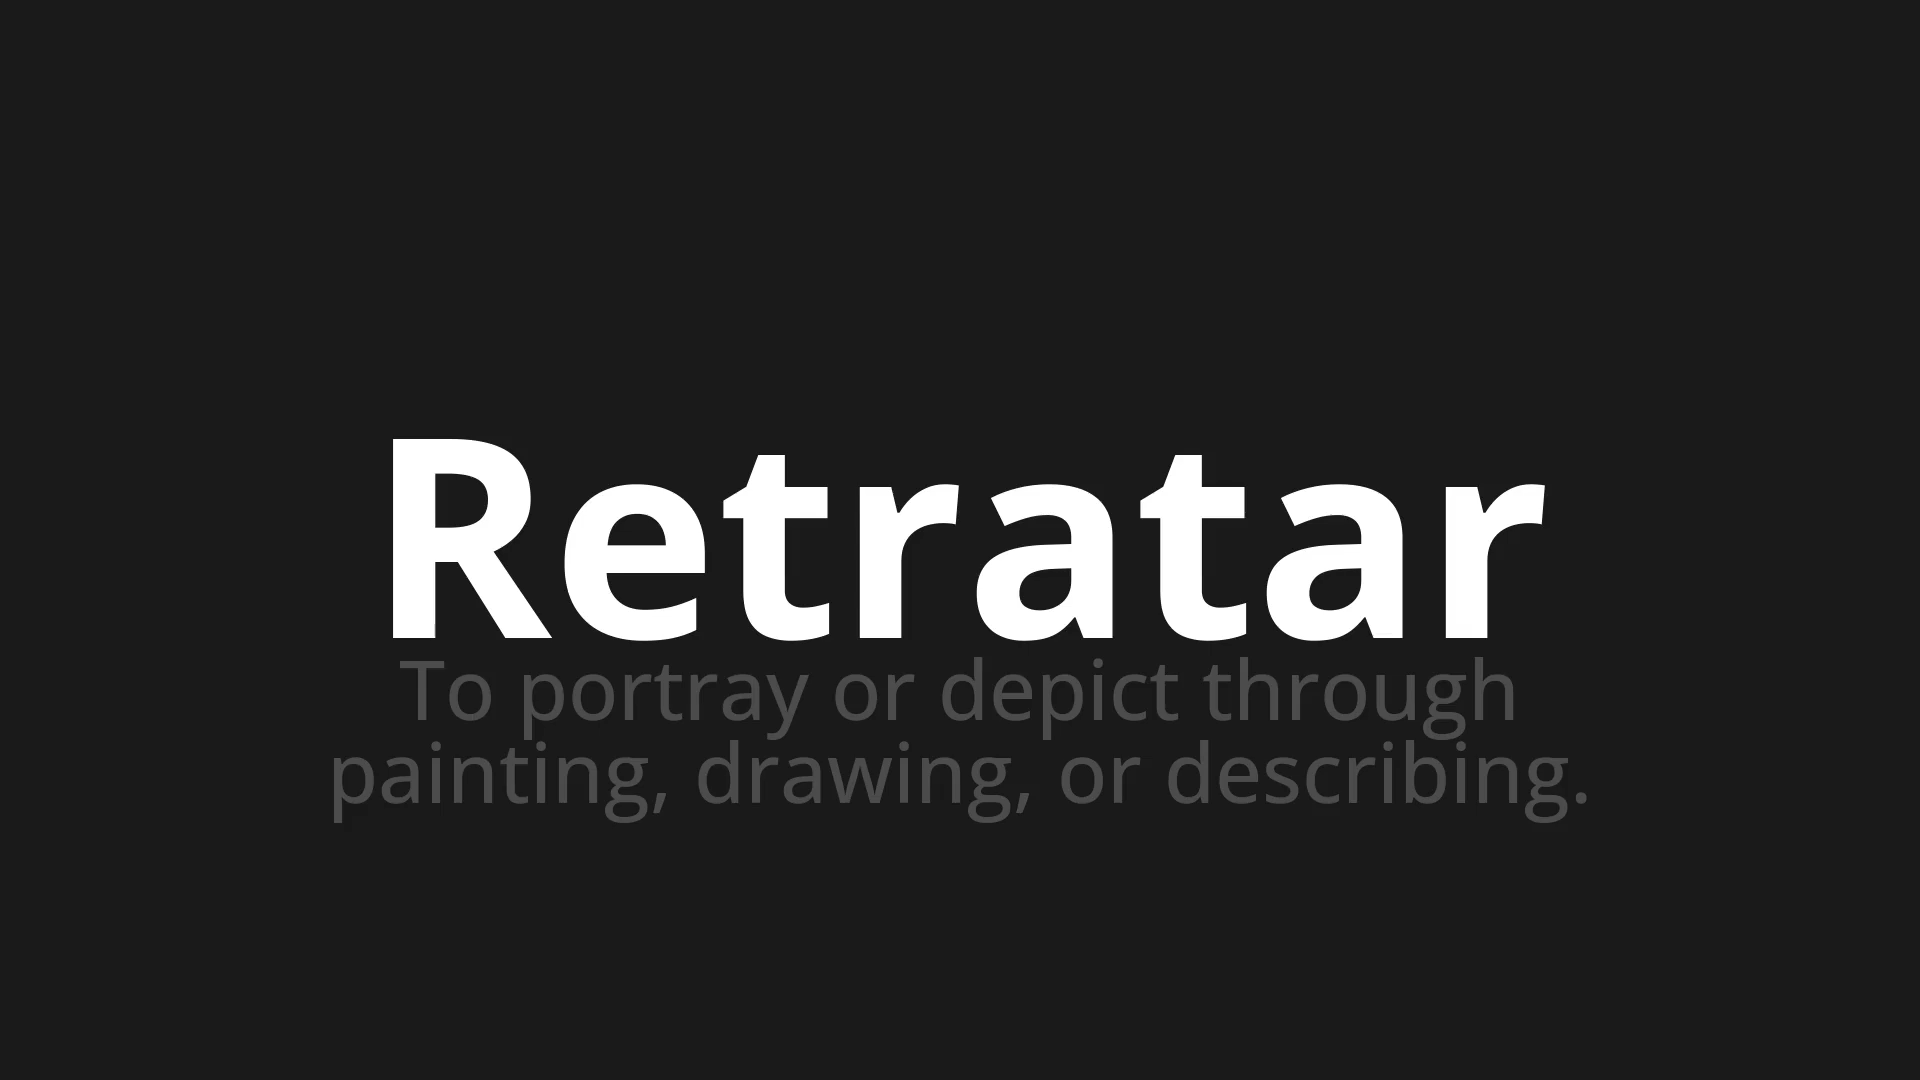 Retratar
To portray or depict through
painting, drawing, or describing.